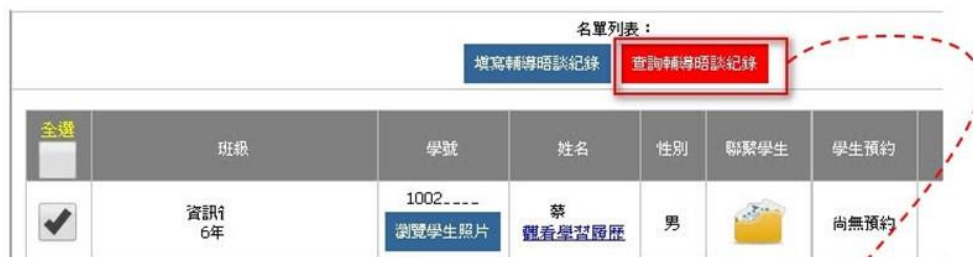 名單列表：
填寫輔導晤談紀錄 查詢輔導晤談紀錄
全選 班級 學號 姓名 性別 聯繫學生 學生預約
資訊 1002____ 蔡 男 尚無預約
6年 瀏覽學生照片 觀看學習履歷